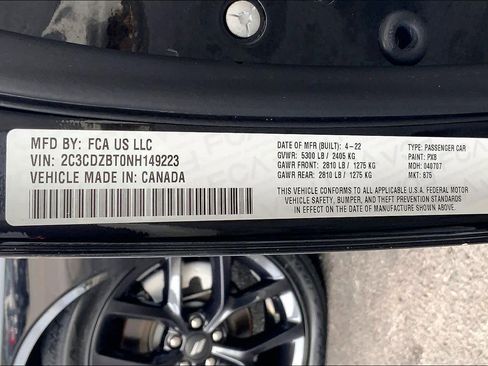 MFD BY: FCA US LLC
VIN: 2C3CDZBT0NH149223
VEHICLE MADE IN: CANADA
DATE OF MFR (BUILT): 4-22
GVWR: 5300 LB / 2405 KG
GAWR FRONT: 2810 LB / 1275 KG
GAWR REAR: 2810 LB / 1275 KG
TYPE: PASSENGER CAR
PAINT: PX8
MDH: 040707
MKT: 875
THIS VEHICLE CONFORMS TO ALL APPLICABLE U.S.A. FEDERAL MOTOR
VEHICLE SAFETY, BUMPER, AND THEFT PREVENTION STANDARDS
IN EFFECT ON THE DATE OF MANUFACTURE SHOWN ABOVE.